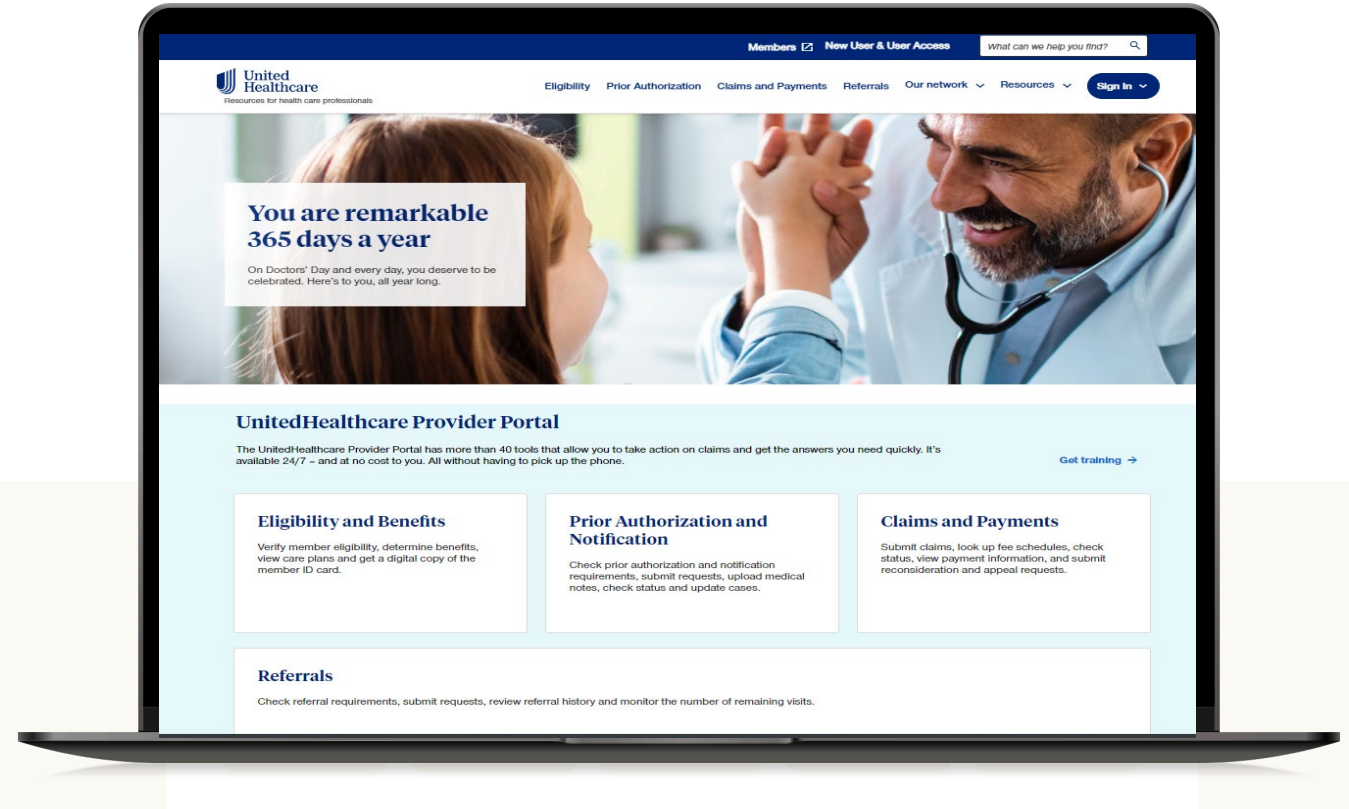 Members
New User & User Access
What can we help you find?
United
Healthcare
Resources for health care professionals
Eligibility
Prior Authorization
Claims and Payments
Referrals
Our network
Resources
Sign In
You are remarkable
365 days a year
On Doctors' Day and every day, you deserve to be
celebrated. Here's to you, all year long.
UnitedHealthcare Provider Portal
The UnitedHealthcare Provider Portal has more than 40 tools that allow you to take action on claims and get the answers you need quickly. It's
available 24/7 – and at no cost to you. All without having to pick up the phone.
Get training
Eligibility and Benefits
Verify member eligibility, determine benefits,
view care plans and get a digital copy of the
member ID card.
Prior Authorization and
Notification
Check prior authorization and notification
requirements, submit requests, upload medical
notes, check status and update cases.
Claims and Payments
Submit claims, look up fee schedules, check
status, view payment information, and submit
reconsideration and appeal requests.
Referrals
Check referral requirements, submit requests, review referral history and monitor the number of remaining visits.